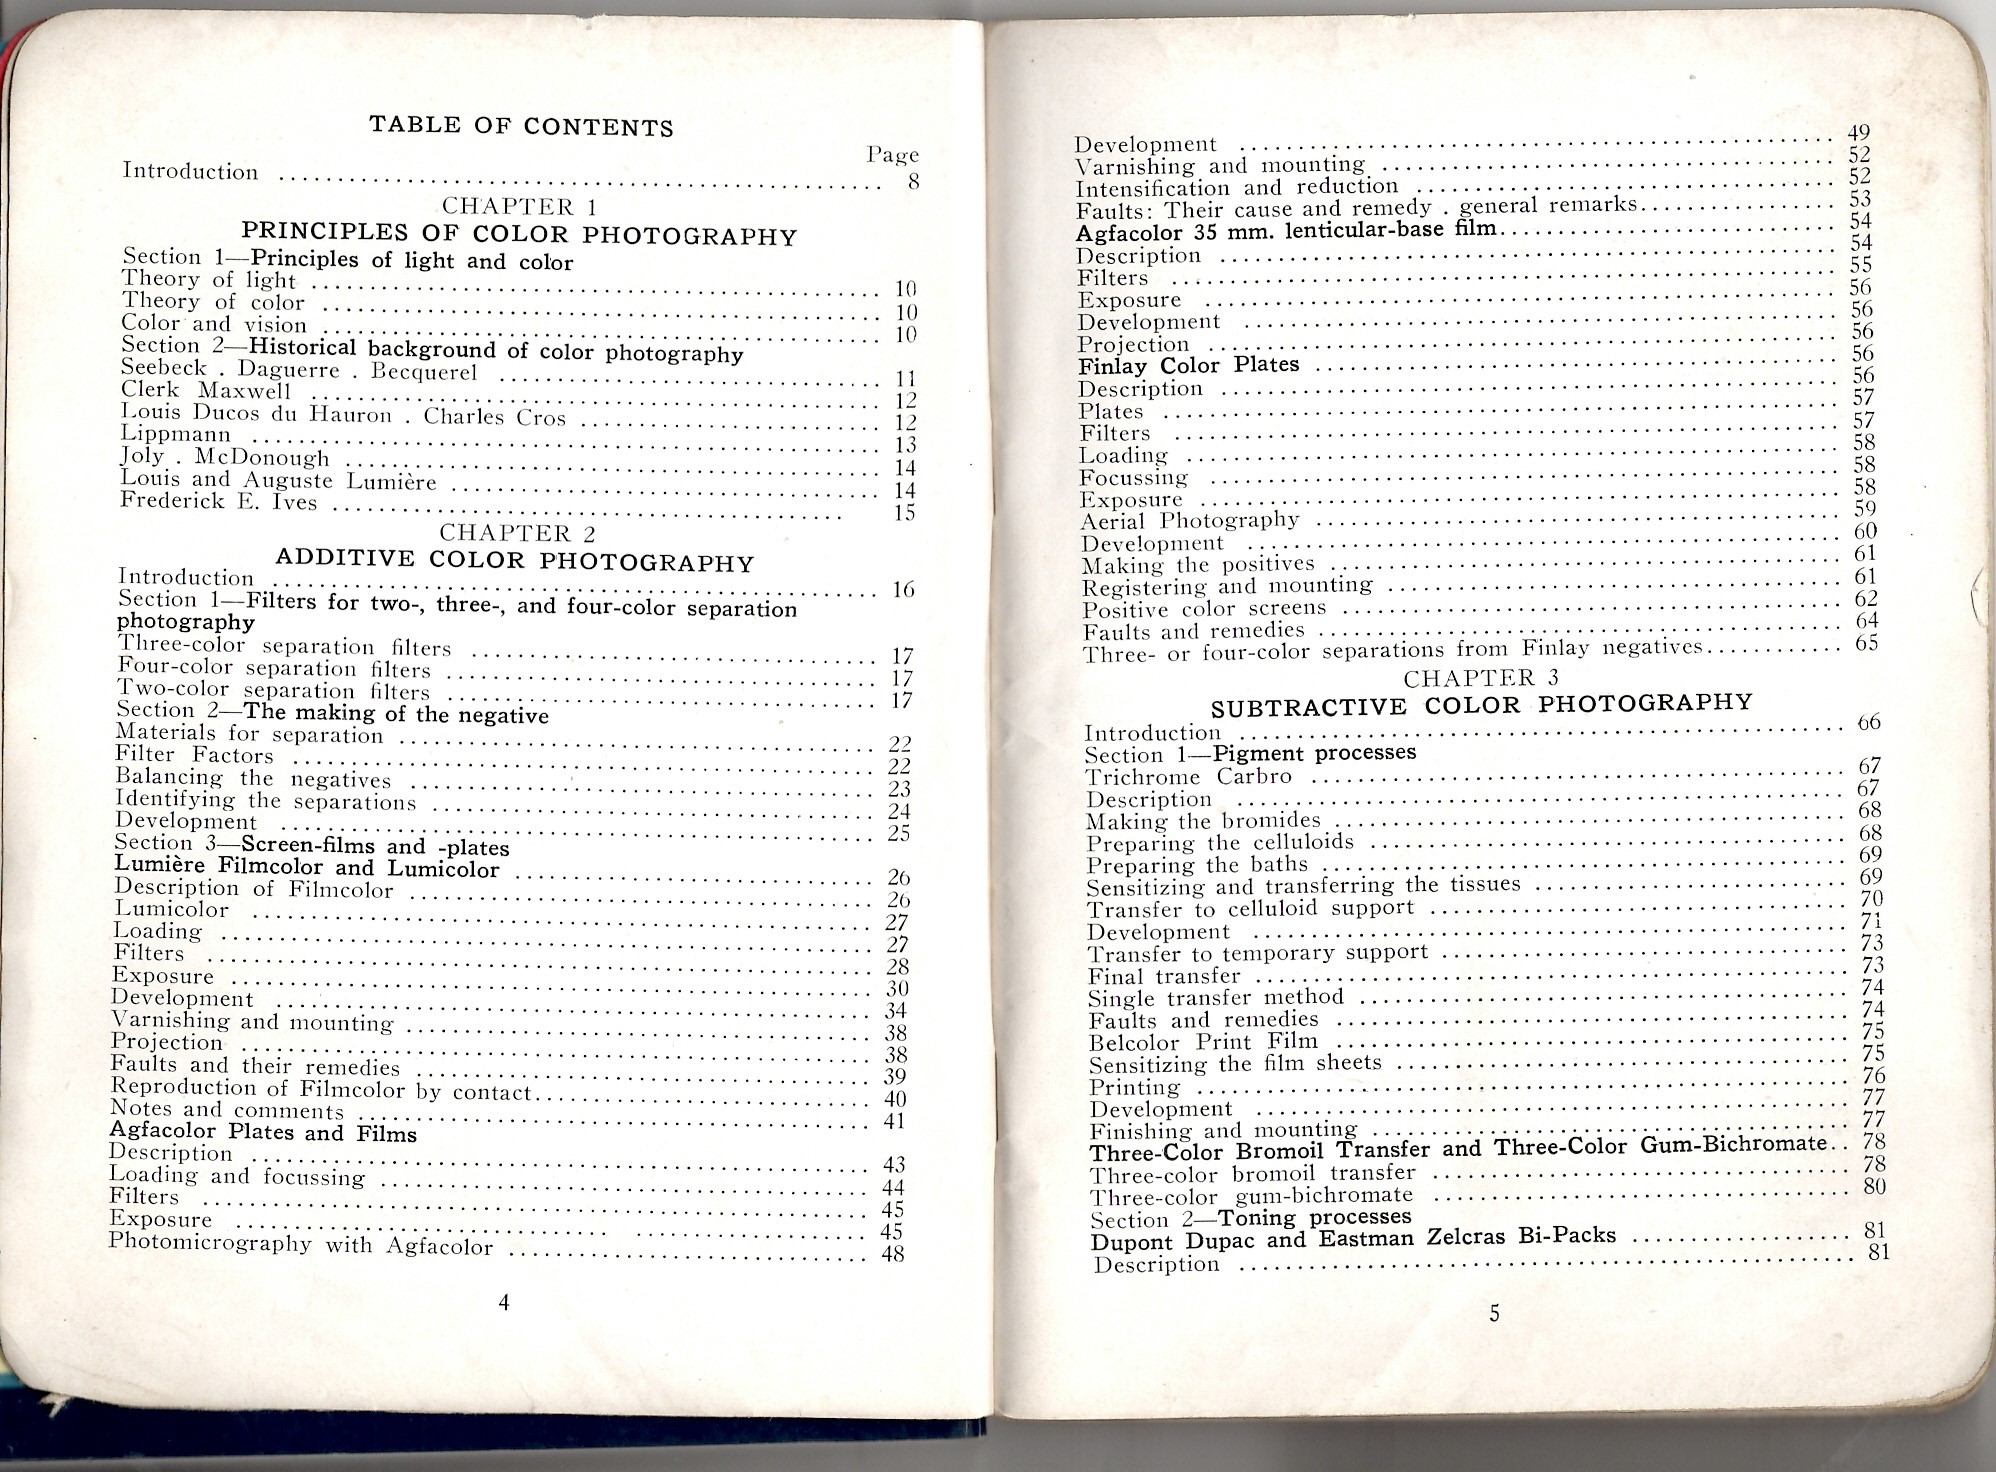 TABLE OF CONTENTS
Page
Introduction ........ 8
CHAPTER 1
PRINCIPLES OF COLOR PHOTOGRAPHY
Section 1—Principles of light and color
Theory of light ........ 10
Theory of color ........ 10
Color and vision ........ 10
Section 2—Historical background of color photography
Seebeck . Daguerre . Becquerel ........ 11
Clerk Maxwell ........ 12
Louis Ducos du Hauron . Charles Cros ........ 12
Lippmann ........ 13
Joly . McDonough ........ 14
Louis and Auguste Lumière ........ 14
Frederick E. Ives ........ 15
CHAPTER 2
ADDITIVE COLOR PHOTOGRAPHY
Introduction ........ 16
Section 1—Filters for two-, three-, and four-color separation
photography
Three-color separation filters ........ 17
Four-color separation filters ........ 17
Two-color separation filters ........ 17
Section 2—The making of the negative
Materials for separation ........ 22
Filter Factors ........ 22
Balancing the negatives ........ 23
Identifying the separations ........ 24
Development ........ 25
Section 3—Screen-films and -plates
Lumière Filmcolor and Lumicolor ........ 26
Description of Filmcolor ........ 26
Lumicolor ........ 27
Loading ........ 27
Filters ........ 28
Exposure ........ 30
Development ........ 34
Varnishing and mounting ........ 38
Projection ........ 38
Faults and their remedies ........ 39
Reproduction of Filmcolor by contact ........ 40
Notes and comments ........ 41
Agfacolor Plates and Films
Description ........ 43
Loading and focussing ........ 44
Filters ........ 45
Exposure ........ 45
Photomicrography with Agfacolor ........ 48
4
Development ........ 49
Varnishing and mounting ........ 52
Intensification and reduction ........ 52
Faults: Their cause and remedy . general remarks ........ 53
Agfacolor 35 mm. lenticular-base film ........ 54
Description ........ 54
Filters ........ 55
Exposure ........ 56
Development ........ 56
Projection ........ 56
Finlay Color Plates ........ 56
Description ........ 56
Plates ........ 57
Filters ........ 57
Loading ........ 58
Focussing ........ 58
Exposure ........ 58
Aerial Photography ........ 59
Development ........ 60
Making the positives ........ 61
Registering and mounting ........ 61
Positive color screens ........ 62
Faults and remedies ........ 64
Three- or four-color separations from Finlay negatives ........ 65
CHAPTER 3
SUBTRACTIVE COLOR PHOTOGRAPHY
Introduction ........ 66
Section 1—Pigment processes
Trichrome Carbro ........ 67
Description ........ 67
Making the bromides ........ 68
Preparing the celluloids ........ 68
Preparing the baths ........ 69
Sensitizing and transferring the tissues ........ 69
Transfer to celluloid support ........ 70
Development ........ 71
Transfer to temporary support ........ 73
Final transfer ........ 73
Single transfer method ........ 74
Faults and remedies ........ 74
Belcolor Print Film ........ 75
Sensitizing the film sheets ........ 75
Printing ........ 76
Development ........ 77
Finishing and mounting ........ 77
Three-Color Bromoil Transfer and Three-Color Gum-Bichromate.. 78
Three-color bromoil transfer ........ 78
Three-color gum-bichromate ........ 80
Section 2—Toning processes
Dupont Dupac and Eastman Zelcras Bi-Packs ........ 81
Description ........ 81
5